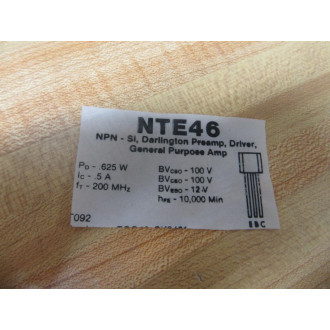 NTE46
NPN - Si, Darlington Preamp, Driver,
General Purpose Amp
PD - .625 W
IC - .5 A
fT - 200 MHz
BVCBO - 100 V
BVCEO - 100 V
BVEBO - 12 V
hFE - 10,000 Min
E B C
T092